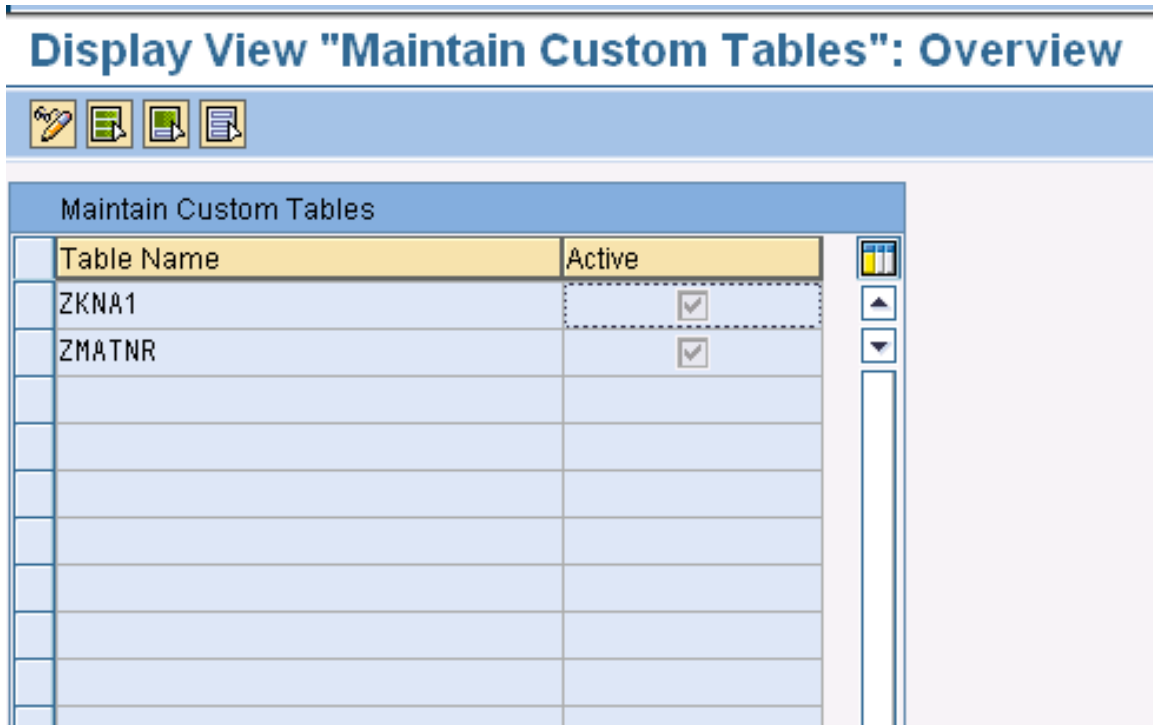 Display View "Maintain Custom Tables": Overview
Maintain Custom Tables
Table Name Active
ZKNA1
ZMATNR